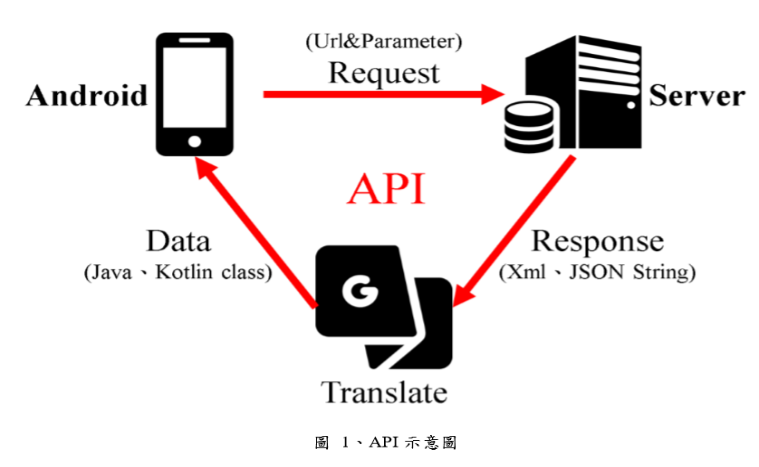 (Url&Parameter)
Request
Android
Server
API
Data
(Java、Kotlin class)
Response
(Xml、JSON String)
G
Translate
圖 1、API 示意圖